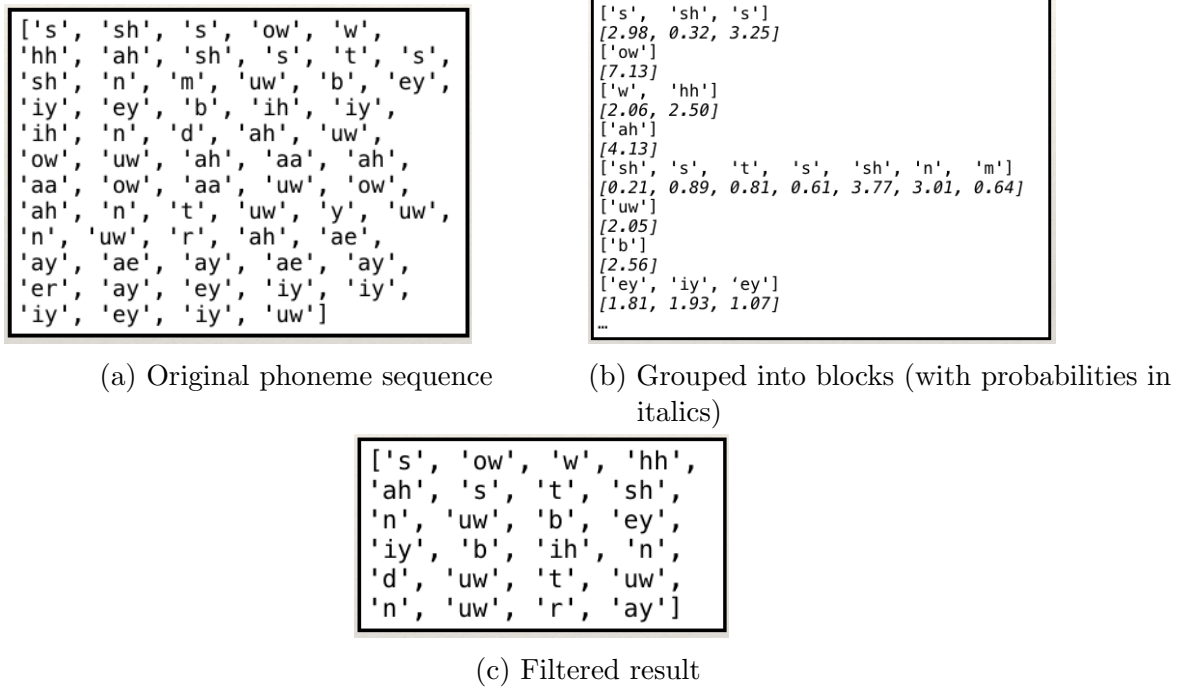 ['s', 'sh', 's', 'ow', 'w',
'hh', 'ah', 'sh', 's', 't', 's',
'sh', 'n', 'm', 'uw', 'b', 'ey',
'iy', 'ey', 'b', 'ih', 'iy',
'ih', 'n', 'd', 'ah', 'uw',
'ow', 'uw', 'ah', 'aa', 'ah',
'aa', 'ow', 'aa', 'uw', 'ow',
'ah', 'n', 't', 'uw', 'y', 'uw',
'n', 'uw', 'r', 'ah', 'ae',
'ay', 'ae', 'ay', 'ae', 'ay',
'er', 'ay', 'ey', 'iy', 'iy',
'iy', 'ey', 'iy', 'uw']
(a) Original phoneme sequence
['s', 'sh', 's']
[2.98, 0.32, 3.25]
['ow']
[7.13]
['w', 'hh']
[2.06, 2.50]
['ah']
[4.13]
['sh', 's', 't', 's', 'sh', 'n', 'm']
[0.21, 0.89, 0.81, 0.61, 3.77, 3.01, 0.64]
['uw']
[2.05]
['b']
[2.56]
['ey', 'iy', ‘ey']
[1.81, 1.93, 1.07]
…
(b) Grouped into blocks (with probabilities in
italics)
['s', 'ow', 'w', 'hh',
'ah', 's', 't', 'sh',
'n', 'uw', 'b', 'ey',
'iy', 'b', 'ih', 'n',
'd', 'uw', 't', 'uw',
'n', 'uw', 'r', 'ay']
(c) Filtered result